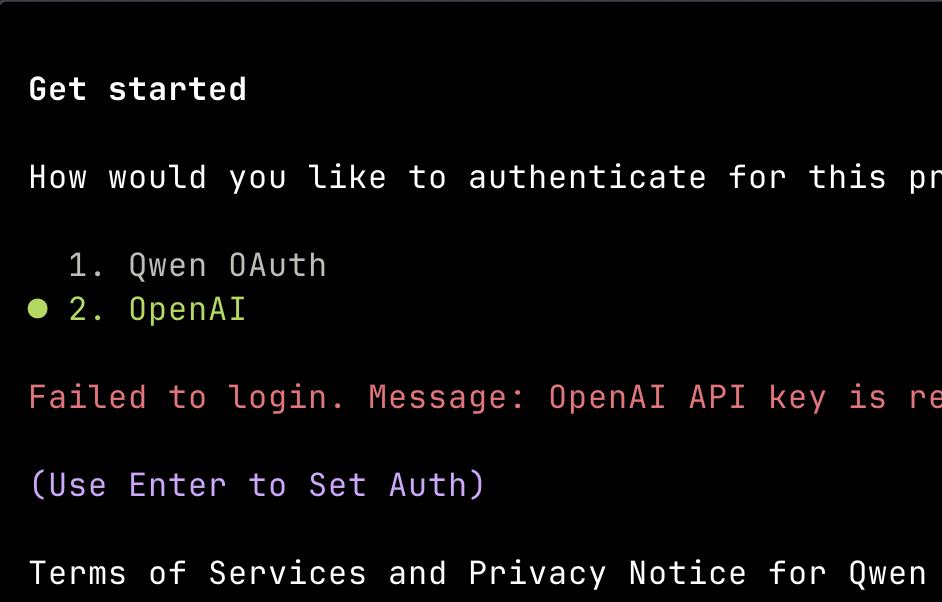 Get started
How would you like to authenticate for this pr
1. Qwen OAuth
● 2. OpenAI
Failed to login. Message: OpenAI API key is re
(Use Enter to Set Auth)
Terms of Services and Privacy Notice for Qwen